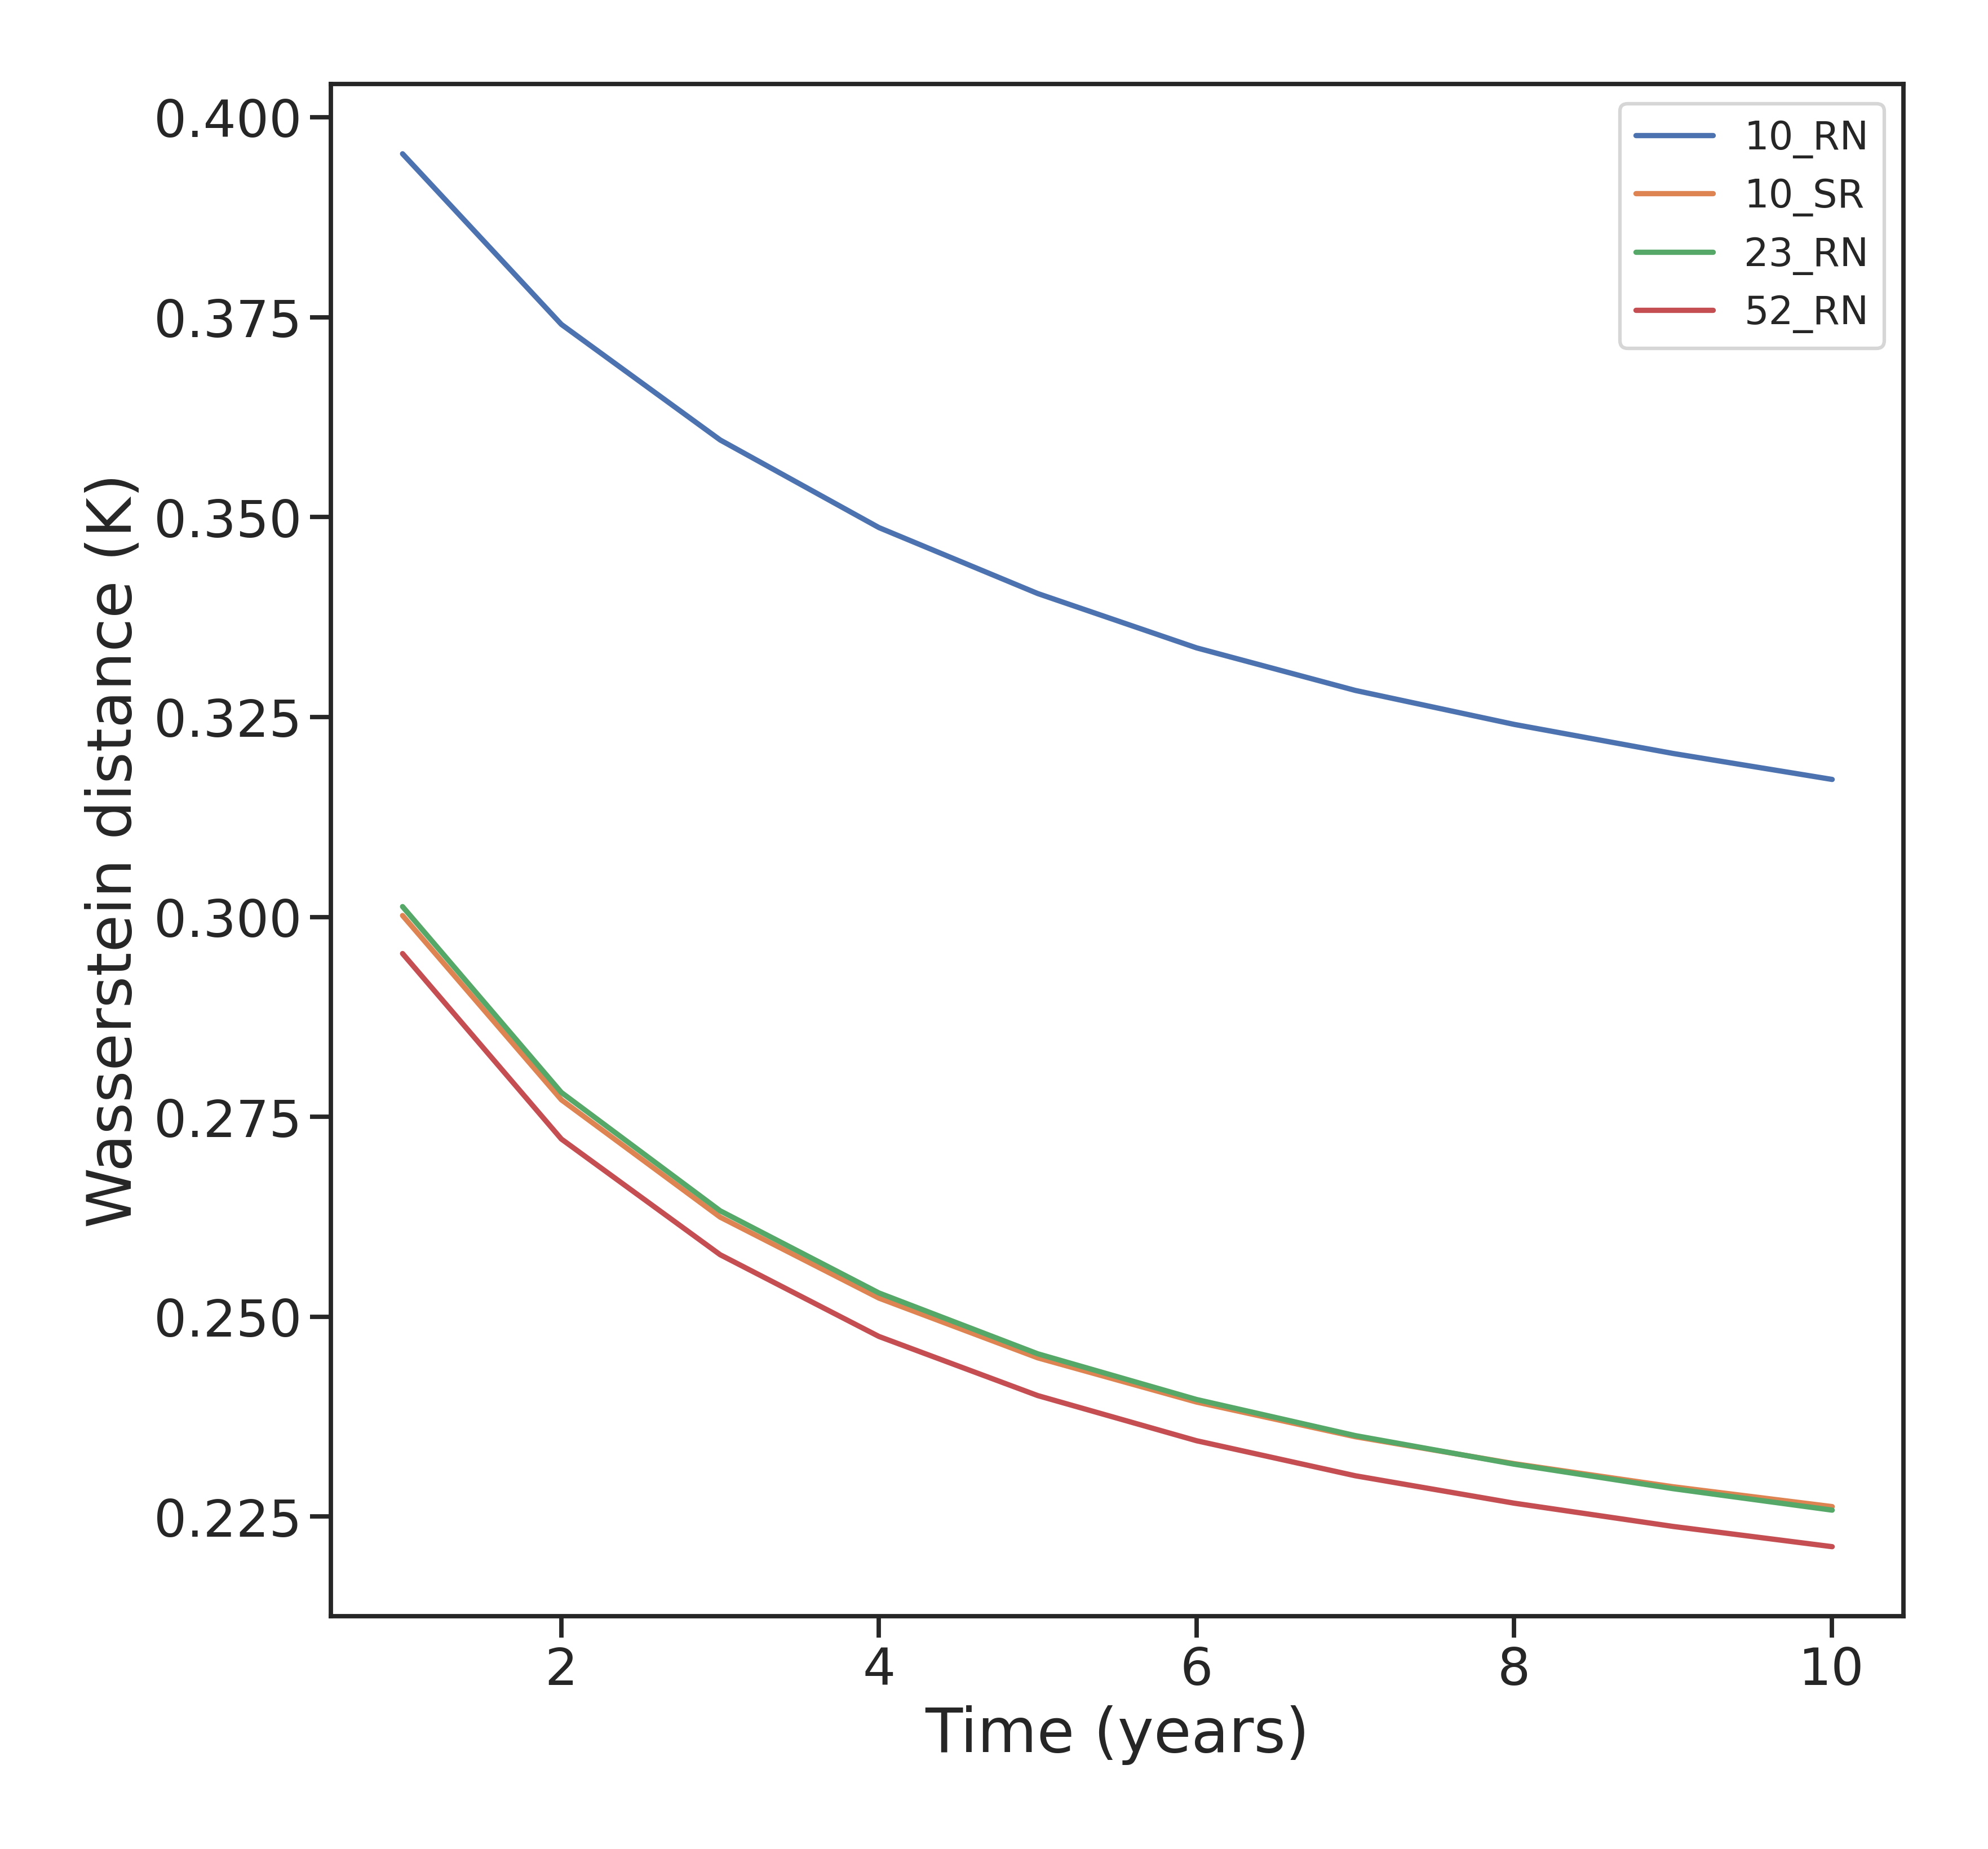 0.400
0.375
0.350
0.325
0.300
0.275
0.250
0.225
Wasserstein distance (K)
10_RN
10_SR
23_RN
52_RN
2 4 6 8 10
Time (years)